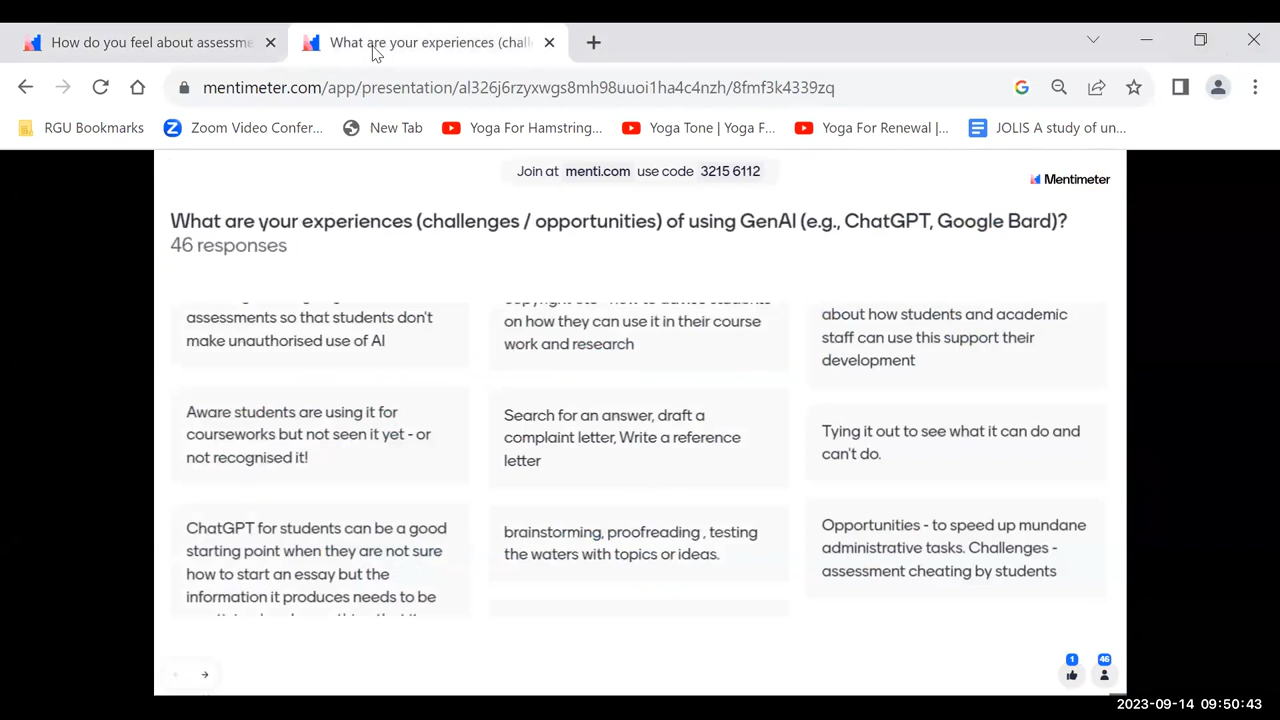 How do you feel about assessme
What are your experiences (chall
mentimeter.com/app/presentation/al326j6rzyxwgs8mh98uuoi1ha4c4nzh/8fmf3k4339zq
RGU Bookmarks
Zoom Video Confer...
New Tab
Yoga For Hamstring...
Yoga Tone | Yoga F...
Yoga For Renewal |...
JOLIS A study of un...
Join at menti.com use code 3215 6112
Mentimeter
What are your experiences (challenges / opportunities) of using GenAI (e.g., ChatGPT, Google Bard)?
46 responses
assessments so that students don't
make unauthorised use of AI
Aware students are using it for
courseworks but not seen it yet - or
not recognised it!
ChatGPT for students can be a good
starting point when they are not sure
how to start an essay but the
information it produces needs to be
on how they can use it in their course
work and research
Search for an answer, draft a
complaint letter, Write a reference
letter
brainstorming, proofreading , testing
the waters with topics or ideas.
about how students and academic
staff can use this support their
development
Tying it out to see what it can do and
can't do.
Opportunities - to speed up mundane
administrative tasks. Challenges -
assessment cheating by students
1
46
2023-09-14 09:50:43